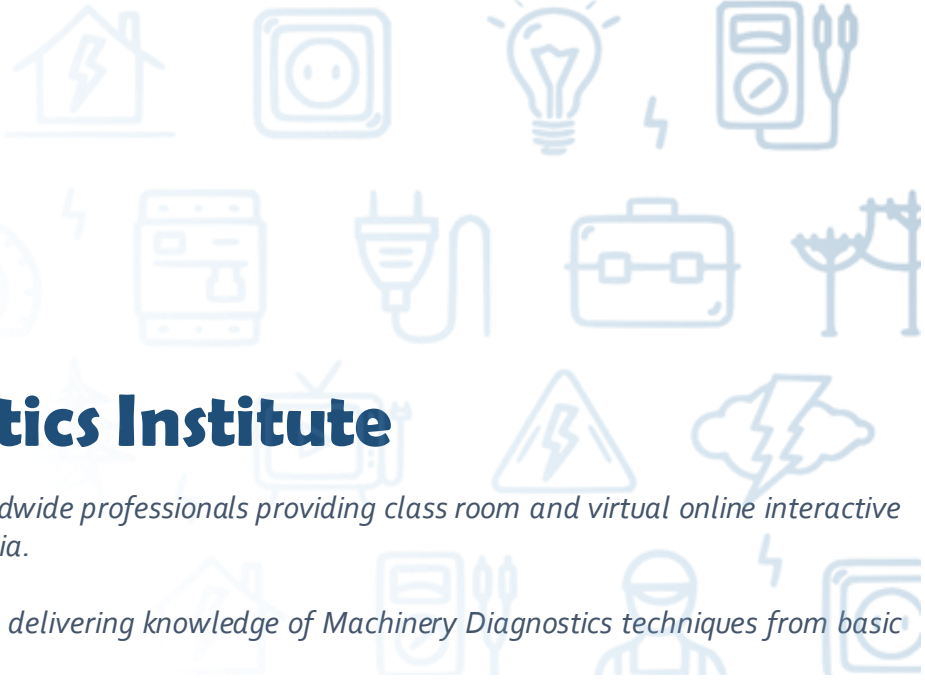 tics Institute
dwide professionals providing class room and virtual online interactive
ia.
delivering knowledge of Machinery Diagnostics techniques from basic